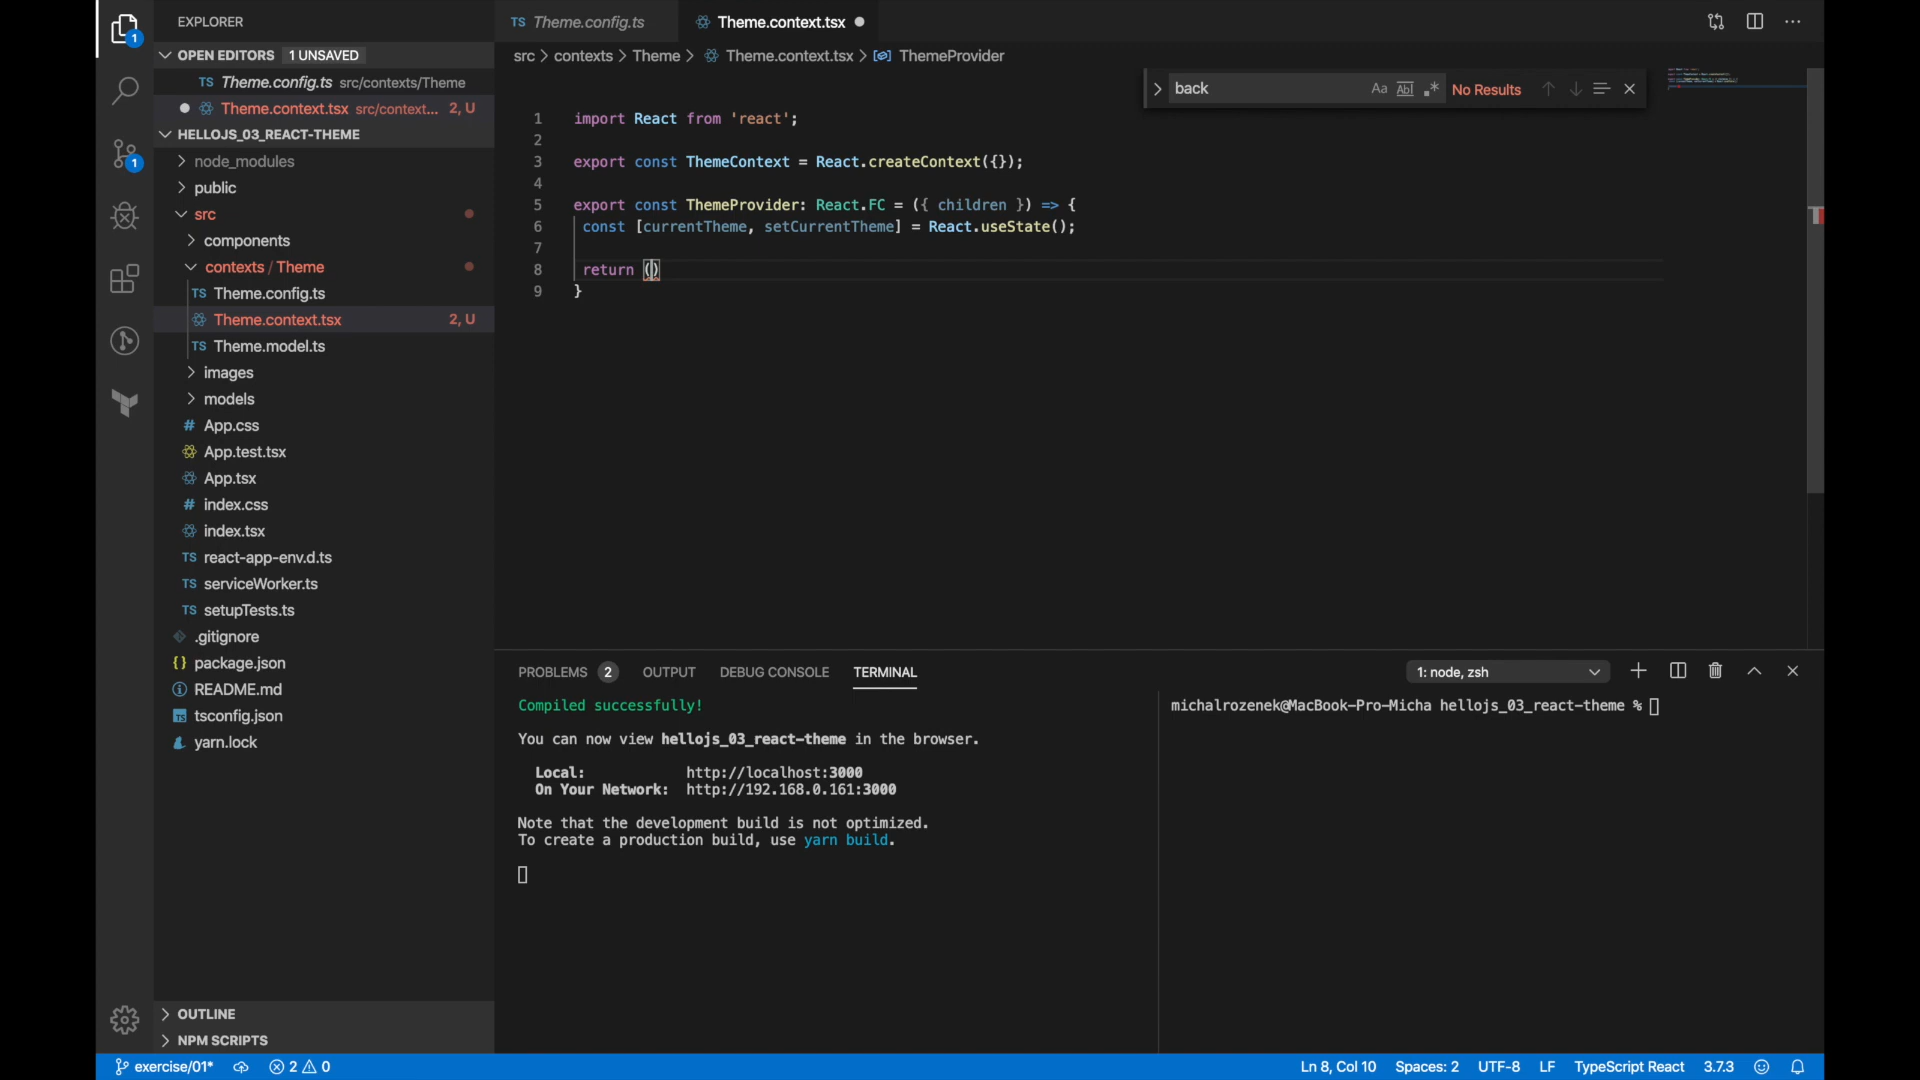 EXPLORER
OPEN EDITORS 1 UNSAVED
TS Theme.config.ts src/contexts/Theme
Theme.context.tsx src/context... 2, U
HELLOJS_03_REACT-THEME
node_modules
public
src
components
contexts / Theme
TS Theme.config.ts
Theme.context.tsx 2, U
TS Theme.model.ts
images
models
# App.css
App.test.tsx
App.tsx
# index.css
index.tsx
TS react-app-env.d.ts
TS serviceWorker.ts
TS setupTests.ts
.gitignore
{} package.json
README.md
TS tsconfig.json
yarn.lock
OUTLINE
NPM SCRIPTS
1
1
TS Theme.config.ts
Theme.context.tsx
src > contexts > Theme > Theme.context.tsx > ThemeProvider
back Aa Abl .* No Results
1 import React from 'react';
2
3 export const ThemeContext = React.createContext({});
4
5 export const ThemeProvider: React.FC = ({ children }) => {
6 const [currentTheme, setCurrentTheme] = React.useState();
7
8 return ()
9 }
PROBLEMS 2 OUTPUT DEBUG CONSOLE TERMINAL 1: node, zsh
Compiled successfully!
You can now view hellojs_03_react-theme in the browser.
Local: http://localhost:3000
On Your Network: http://192.168.0.161:3000
Note that the development build is not optimized.
To create a production build, use yarn build.
michalrozenek@MacBook-Pro-Micha hellojs_03_react-theme %
exercise/01* 2 0 Ln 8, Col 10 Spaces: 2 UTF-8 LF TypeScript React 3.7.3